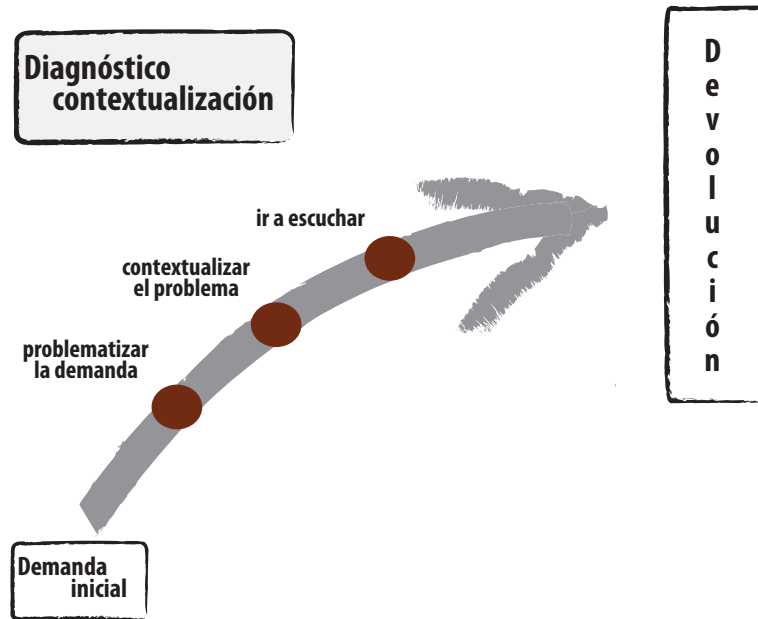 Diagnóstico
contextualización
ir a escuchar
contextualizar
el problema
problematizar
la demanda
Demanda
inicial
D
e
v
o
l
u
c
i
ó
n